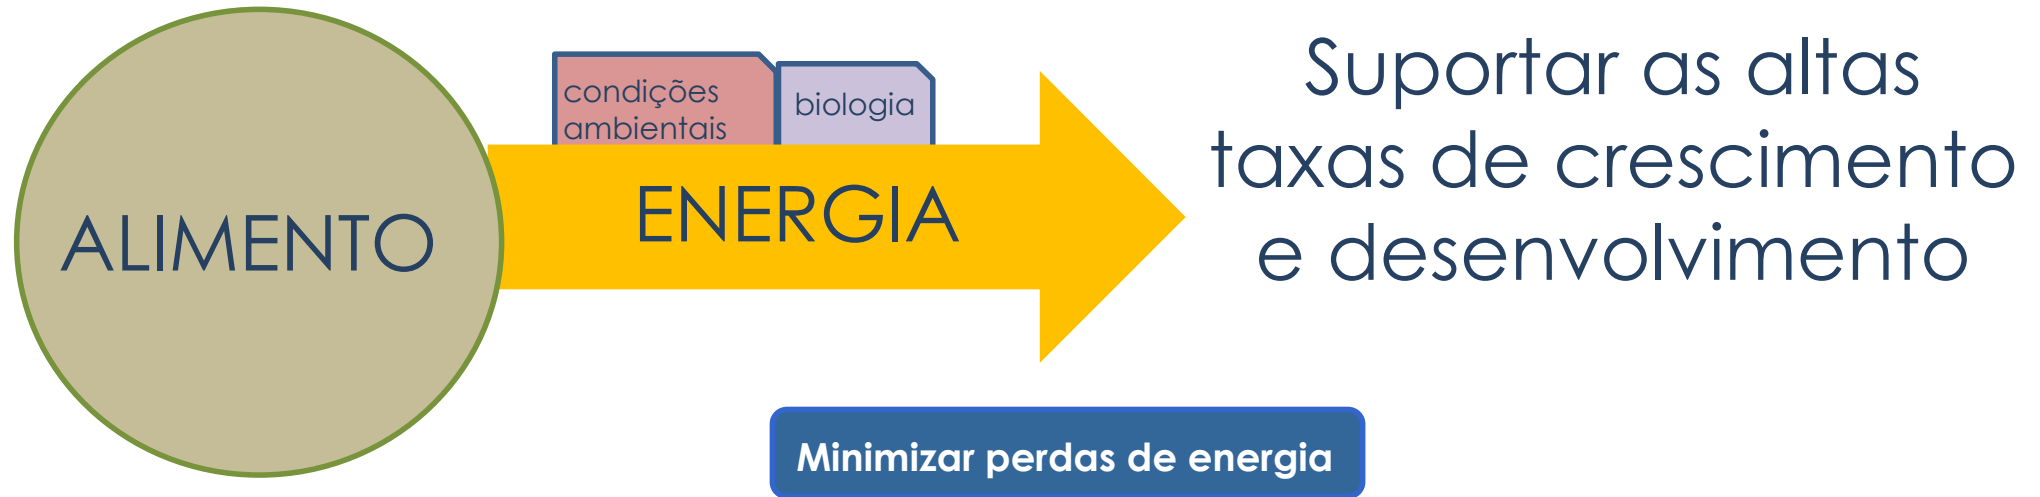 ALIMENTO
condições
ambientais
biologia
ENERGIA
Suportar as altas
taxas de crescimento
e desenvolvimento
Minimizar perdas de energia